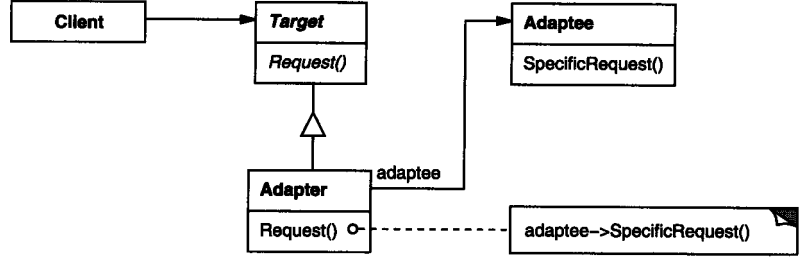 Client
Target
Request()
Adaptee
SpecificRequest()
adaptee
Adapter
Request()
adaptee->SpecificRequest()